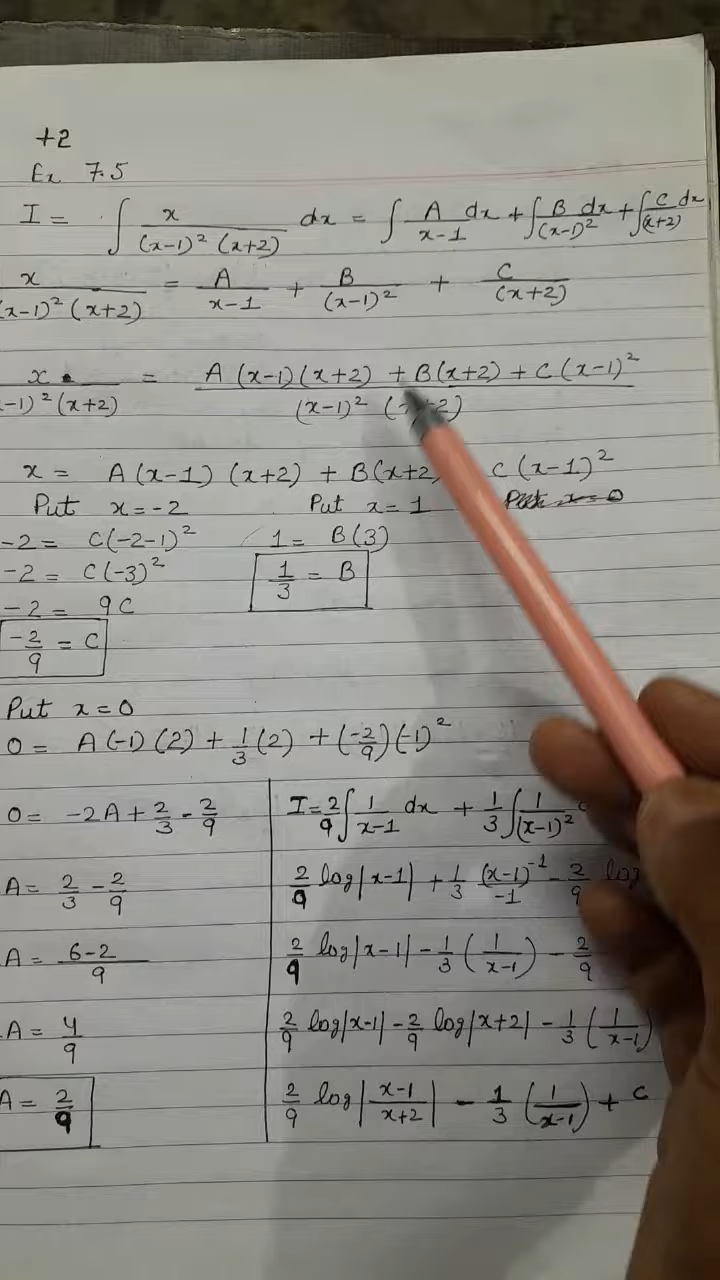 +2
Ex 7.5
I = ∫ x / (x-1)² (x+2) dx = ∫ A / x-1 dx + ∫ B / (x-1)² dx + ∫ C / (x+2) dx
x / (x-1)² (x+2) = A / x-1 + B / (x-1)² + C / (x+2)
x / -1)² (x+2) = A (x-1) (x+2) + B(x+2) + C (x-1)² / (x-1)² (x+2)
x = A (x-1) (x+2) + B(x+2 C (x-1)²
Put x = -2 Put x = 1
-2 = C(-2-1)² 1 = B(3)
-2 = C(-3)² 1/3 = B
-2 = 9C
-2/9 = C
Put x = 0
0 = A (-1) (2) + 1/3 (2) + (-2/9) (-1)²
0 = -2A + 2/3 - 2/9
A = 2/3 - 2/9
A = 6-2 / 9
A = 4/9
A = 2/9
I = 2/9 ∫ 1 / x-1 dx + 1/3 ∫ 1 / (x-1)²
2/9 log|x-1| + 1/3 (x-1)⁻¹ / -1 - 2/9 log
2/9 log|x-1| - 1/3 (1 / x-1) - 2/9
2/9 log|x-1| - 2/9 log|x+2| - 1/3 (1 / x-1)
2/9 log |x-1 / x+2| - 1/3 (1 / x-1) + c